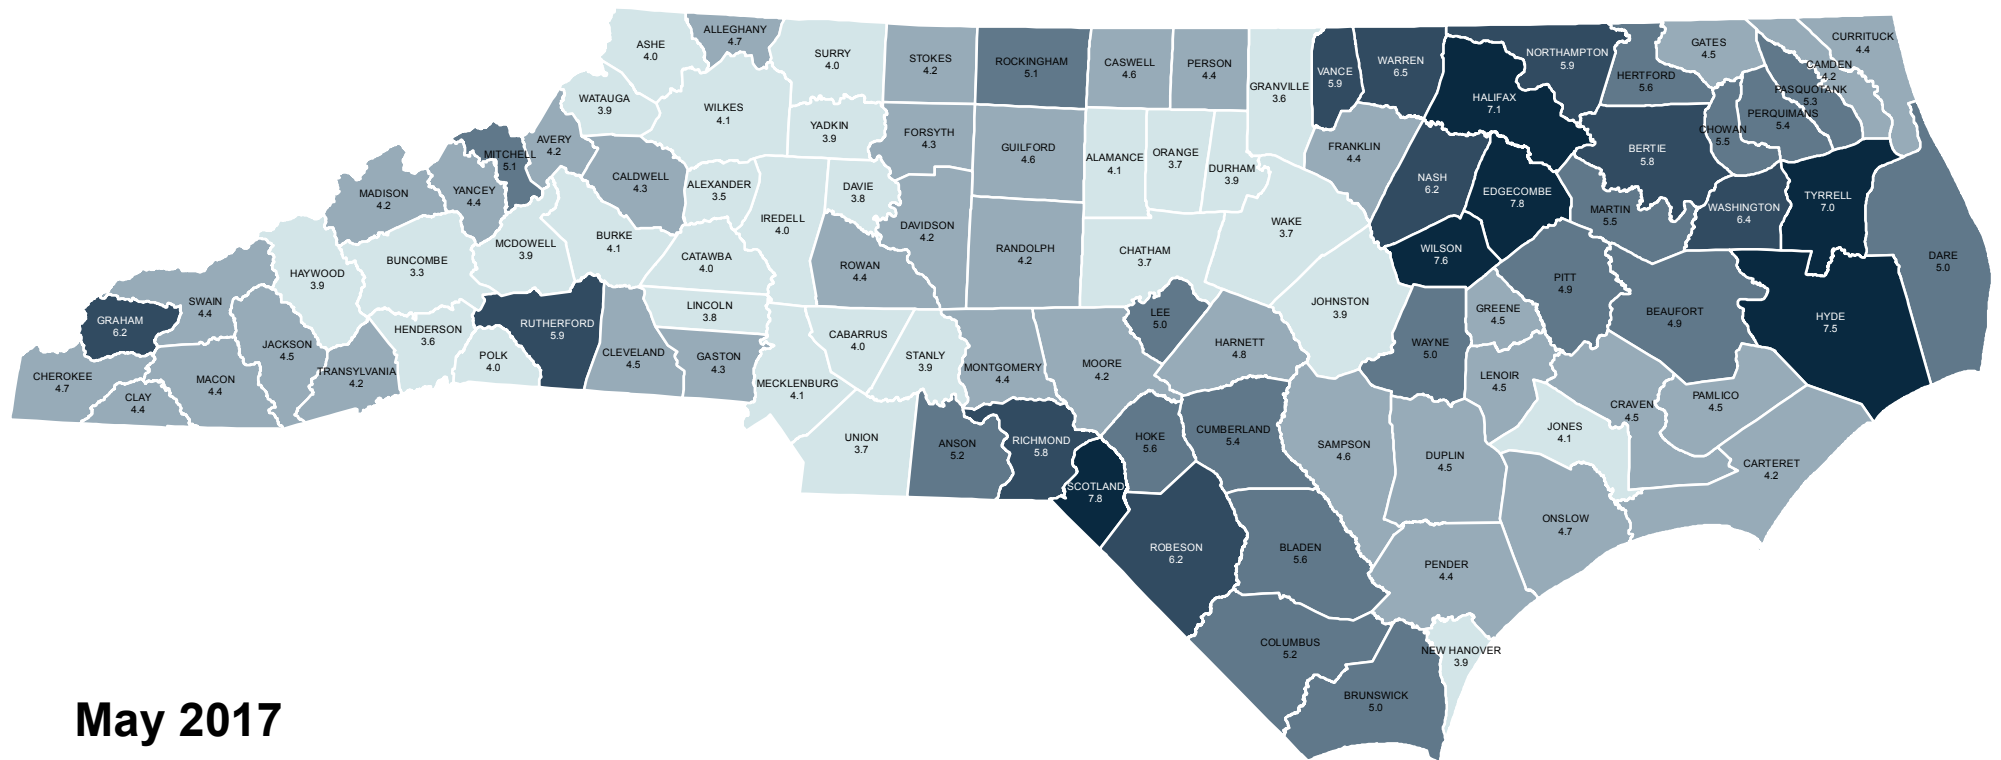 ALLEGHANY
4.7
ASHE
4.0
SURRY
4.0
STOKES
4.2
ROCKINGHAM
5.1
CASWELL
4.6
PERSON
4.4
GRANVILLE
3.6
VANCE
5.9
WARREN
6.5
NORTHAMPTON
5.9
HALIFAX
7.1
HERTFORD
5.6
GATES
4.5
CURRITUCK
4.4
CAMDEN
4.2
PASQUOTANK
5.3
PERQUIMANS
5.4
CHOWAN
5.5
WATAUGA
3.9
WILKES
4.1
YADKIN
3.9
FORSYTH
4.3
GUILFORD
4.6
ALAMANCE
4.1
ORANGE
3.7
DURHAM
3.9
FRANKLIN
4.4
NASH
6.2
EDGECOMBE
7.8
BERTIE
5.8
MARTIN
5.5
WASHINGTON
6.4
TYRRELL
7.0
DARE
5.0
MITCHELL
5.1
AVERY
4.2
MADISON
4.2
YANCEY
4.4
CALDWELL
4.3
ALEXANDER
3.5
IREDELL
4.0
DAVIE
3.8
DAVIDSON
4.2
RANDOLPH
4.2
CHATHAM
3.7
WAKE
3.7
WILSON
7.6
PITT
4.9
BEAUFORT
4.9
HYDE
7.5
HAYWOOD
3.9
BUNCOMBE
3.3
MCDOWELL
3.9
BURKE
4.1
CATAWBA
4.0
ROWAN
4.4
LINCOLN
3.8
SWAIN
4.4
GRAHAM
6.2
JACKSON
4.5
HENDERSON
3.6
POLK
4.0
RUTHERFORD
5.9
CLEVELAND
4.5
GASTON
4.3
CABARRUS
4.0
STANLY
3.9
MONTGOMERY
4.4
MOORE
4.2
LEE
5.0
HARNETT
4.8
JOHNSTON
3.9
WAYNE
5.0
GREENE
4.5
LENOIR
4.5
CRAVEN
4.5
PAMLICO
4.5
CHEROKEE
4.7
CLAY
4.4
MACON
4.4
TRANSYLVANIA
4.2
MECKLENBURG
4.1
UNION
3.7
ANSON
5.2
RICHMOND
5.8
SCOTLAND
7.8
HOKE
5.6
CUMBERLAND
5.4
SAMPSON
4.6
DUPLIN
4.5
JONES
4.1
CARTERET
4.2
ONSLOW
4.7
ROBESON
6.2
BLADEN
5.6
PENDER
4.4
COLUMBUS
5.2
NEW HANOVER
3.9
BRUNSWICK
5.0
May 2017